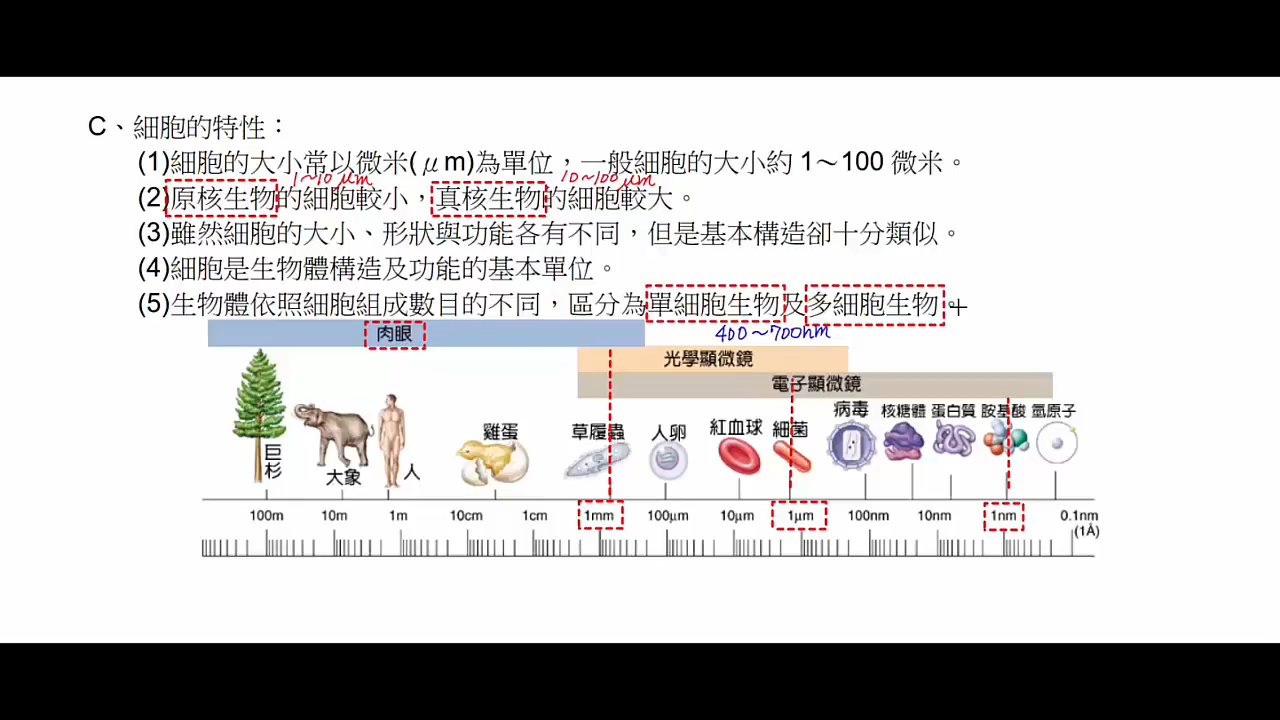 C、細胞的特性：
(1)細胞的大小常以微米(μm)為單位，一般細胞的大小約 1～100 微米。
1~10 μm 10~100 μm
(2)原核生物的細胞較小，真核生物的細胞較大。
(3)雖然細胞的大小、形狀與功能各有不同，但是基本構造卻十分類似。
(4)細胞是生物體構造及功能的基本單位。
(5)生物體依照細胞組成數目的不同，區分為單細胞生物及多細胞生物。
肉眼 400~700nm
光學顯微鏡
電子顯微鏡
巨杉 大象 人 雞蛋 草履蟲 人卵 紅血球 細菌 病毒 核糖體 蛋白質 胺基酸 氫原子
100m 10m 1m 10cm 1cm 1mm 100μm 10μm 1μm 100nm 10nm 1nm 0.1nm
(1Å)